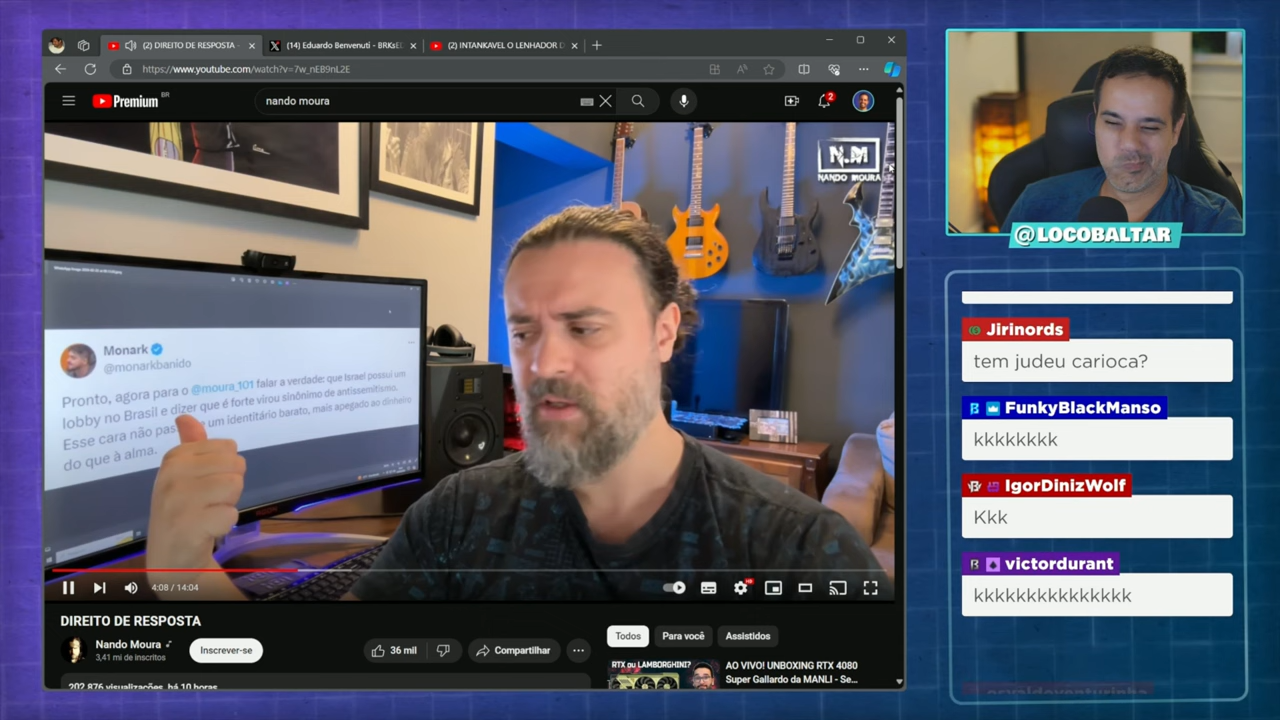 (2) DIREITO DE RESPOSTA -
(14) Eduardo Benvenuti - BRKsE
(2) INTANKAVEL O LENHADOR D
https://www.youtube.com/watch?v=7w_nEB9nL2E
Premium BR
nando moura
2
N.M
NANDO MOURA
Monark
@monarkbanido
Pronto, agora para o @moura_101 falar a verdade: que Israel possui um
lobby no Brasil e dizer que é forte virou sinônimo de antissemitismo.
Esse cara não pas e um identitário barato, mais apegado ao dinheiro
do que à alma.
4:08 / 14:04
DIREITO DE RESPOSTA
Nando Moura
3,41 mi de inscritos
Inscrever-se
36 mil
Compartilhar
202.876 visualizações há 10 horas
Todos
Para você
Assistidos
RTX ou LAMBORGHINI?
AO VIVO! UNBOXING RTX 4080
Super Gallardo da MANLI - Se...
@LOCOBALTAR
Jirinords
tem judeu carioca?
FunkyBlackManso
kkkkkkkk
IgorDinizWolf
Kkk
victordurant
kkkkkkkkkkkkkkk